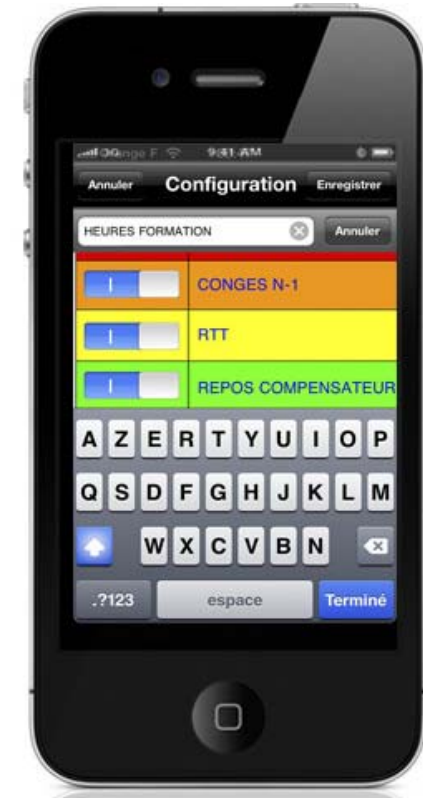 9:41 AM
Annuler Configuration Enregistrer
HEURES FORMATION Annuler
CONGES N-1
RTT
REPOS COMPENSATEUR
A Z E R T Y U I O P
Q S D F G H J K L M
W X C V B N
.?123 espace Terminé